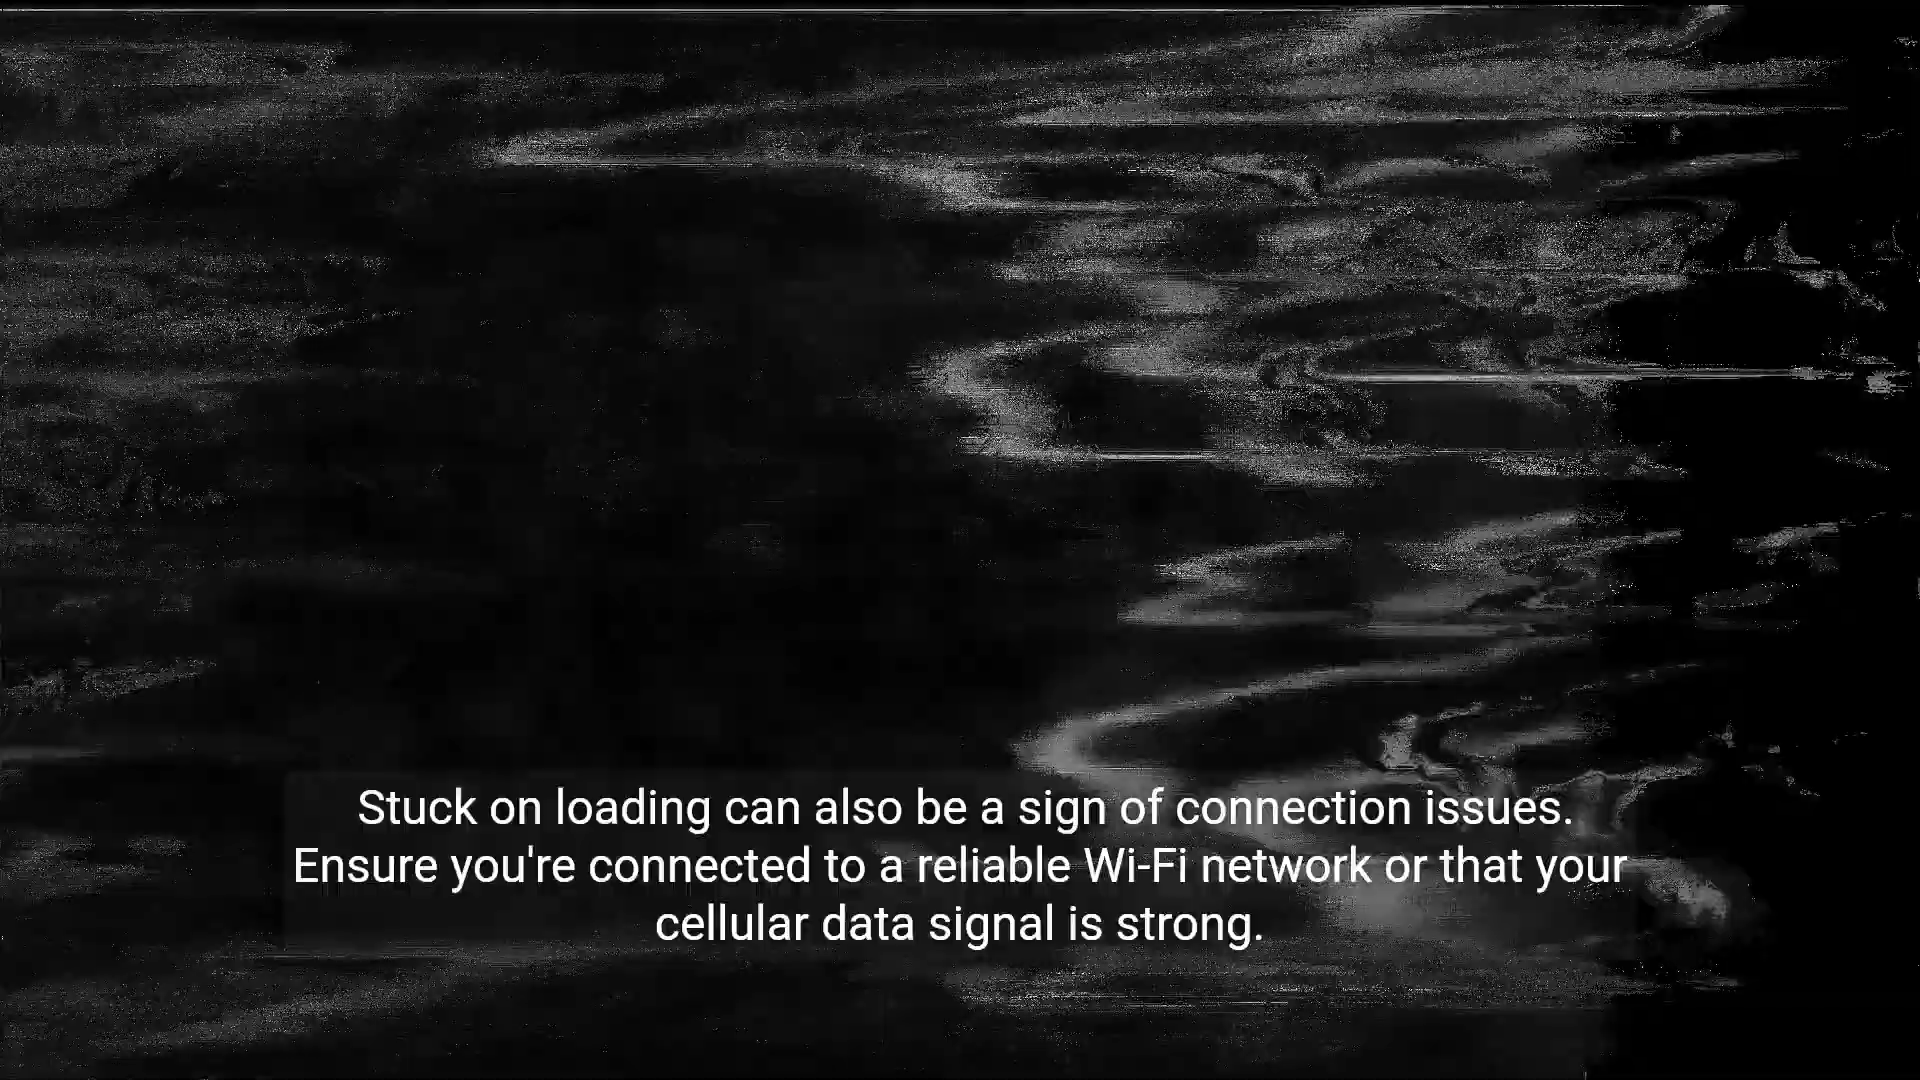 Stuck on loading can also be a sign of connection issues.
Ensure you're connected to a reliable Wi-Fi network or that your
cellular data signal is strong.